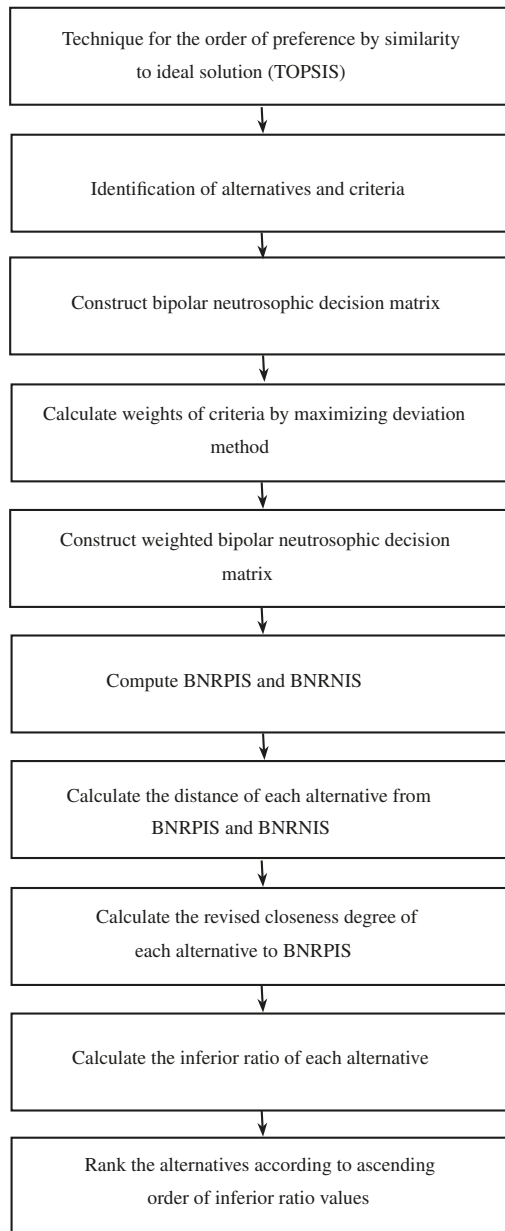 Technique for the order of preference by similarity
to ideal solution (TOPSIS)
Identification of alternatives and criteria
Construct bipolar neutrosophic decision matrix
Calculate weights of criteria by maximizing deviation
method
Construct weighted bipolar neutrosophic decision
matrix
Compute BNRPIS and BNRNIS
Calculate the distance of each alternative from
BNRPIS and BNRNIS
Calculate the revised closeness degree of
each alternative to BNRPIS
Calculate the inferior ratio of each alternative
Rank the alternatives according to ascending
order of inferior ratio values